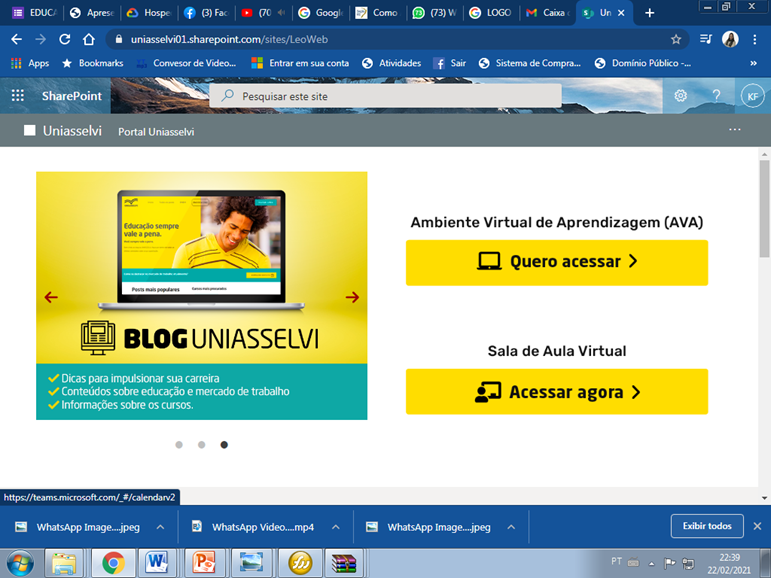 EDUCA
Aprese
Hospe
(3) Fac
(70
Google
Como
(73) W
LOGO
Caixa
Un
uniasselvi01.sharepoint.com/sites/LeoWeb
Apps
Bookmarks
Convesor de Video...
Entrar em sua conta
Atividades
Sair
Sistema de Compra...
Domínio Público -...
»
SharePoint
Pesquisar este site
?
KF
Uniasselvi
Portal Uniasselvi
...
Educação sempre
vale a pena.
Posts mais populares
Cursos mais procurados
BLOG UNIASSELVI
Dicas para impulsionar sua carreira
Conteúdos sobre educação e mercado de trabalho
Informações sobre os cursos.
Ambiente Virtual de Aprendizagem (AVA)
Quero acessar >
Sala de Aula Virtual
Acessar agora >
https://teams.microsoft.com/_#/calendarv2
WhatsApp Image....jpeg
WhatsApp Video....mp4
WhatsApp Image....jpeg
Exibir todos
PT
22:39
22/02/2021